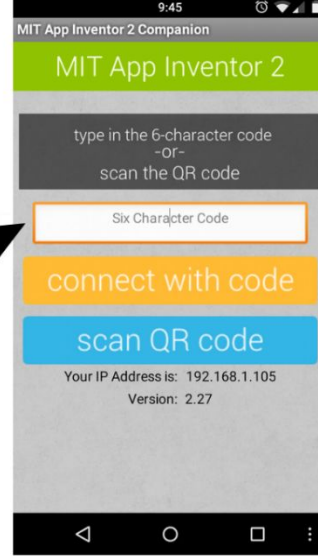 9:45
MIT App Inventor 2 Companion
MIT App Inventor 2
type in the 6-character code
-or-
scan the QR code
Six Character Code
connect with code
scan QR code
Your IP Address is: 192.168.1.105
Version: 2.27